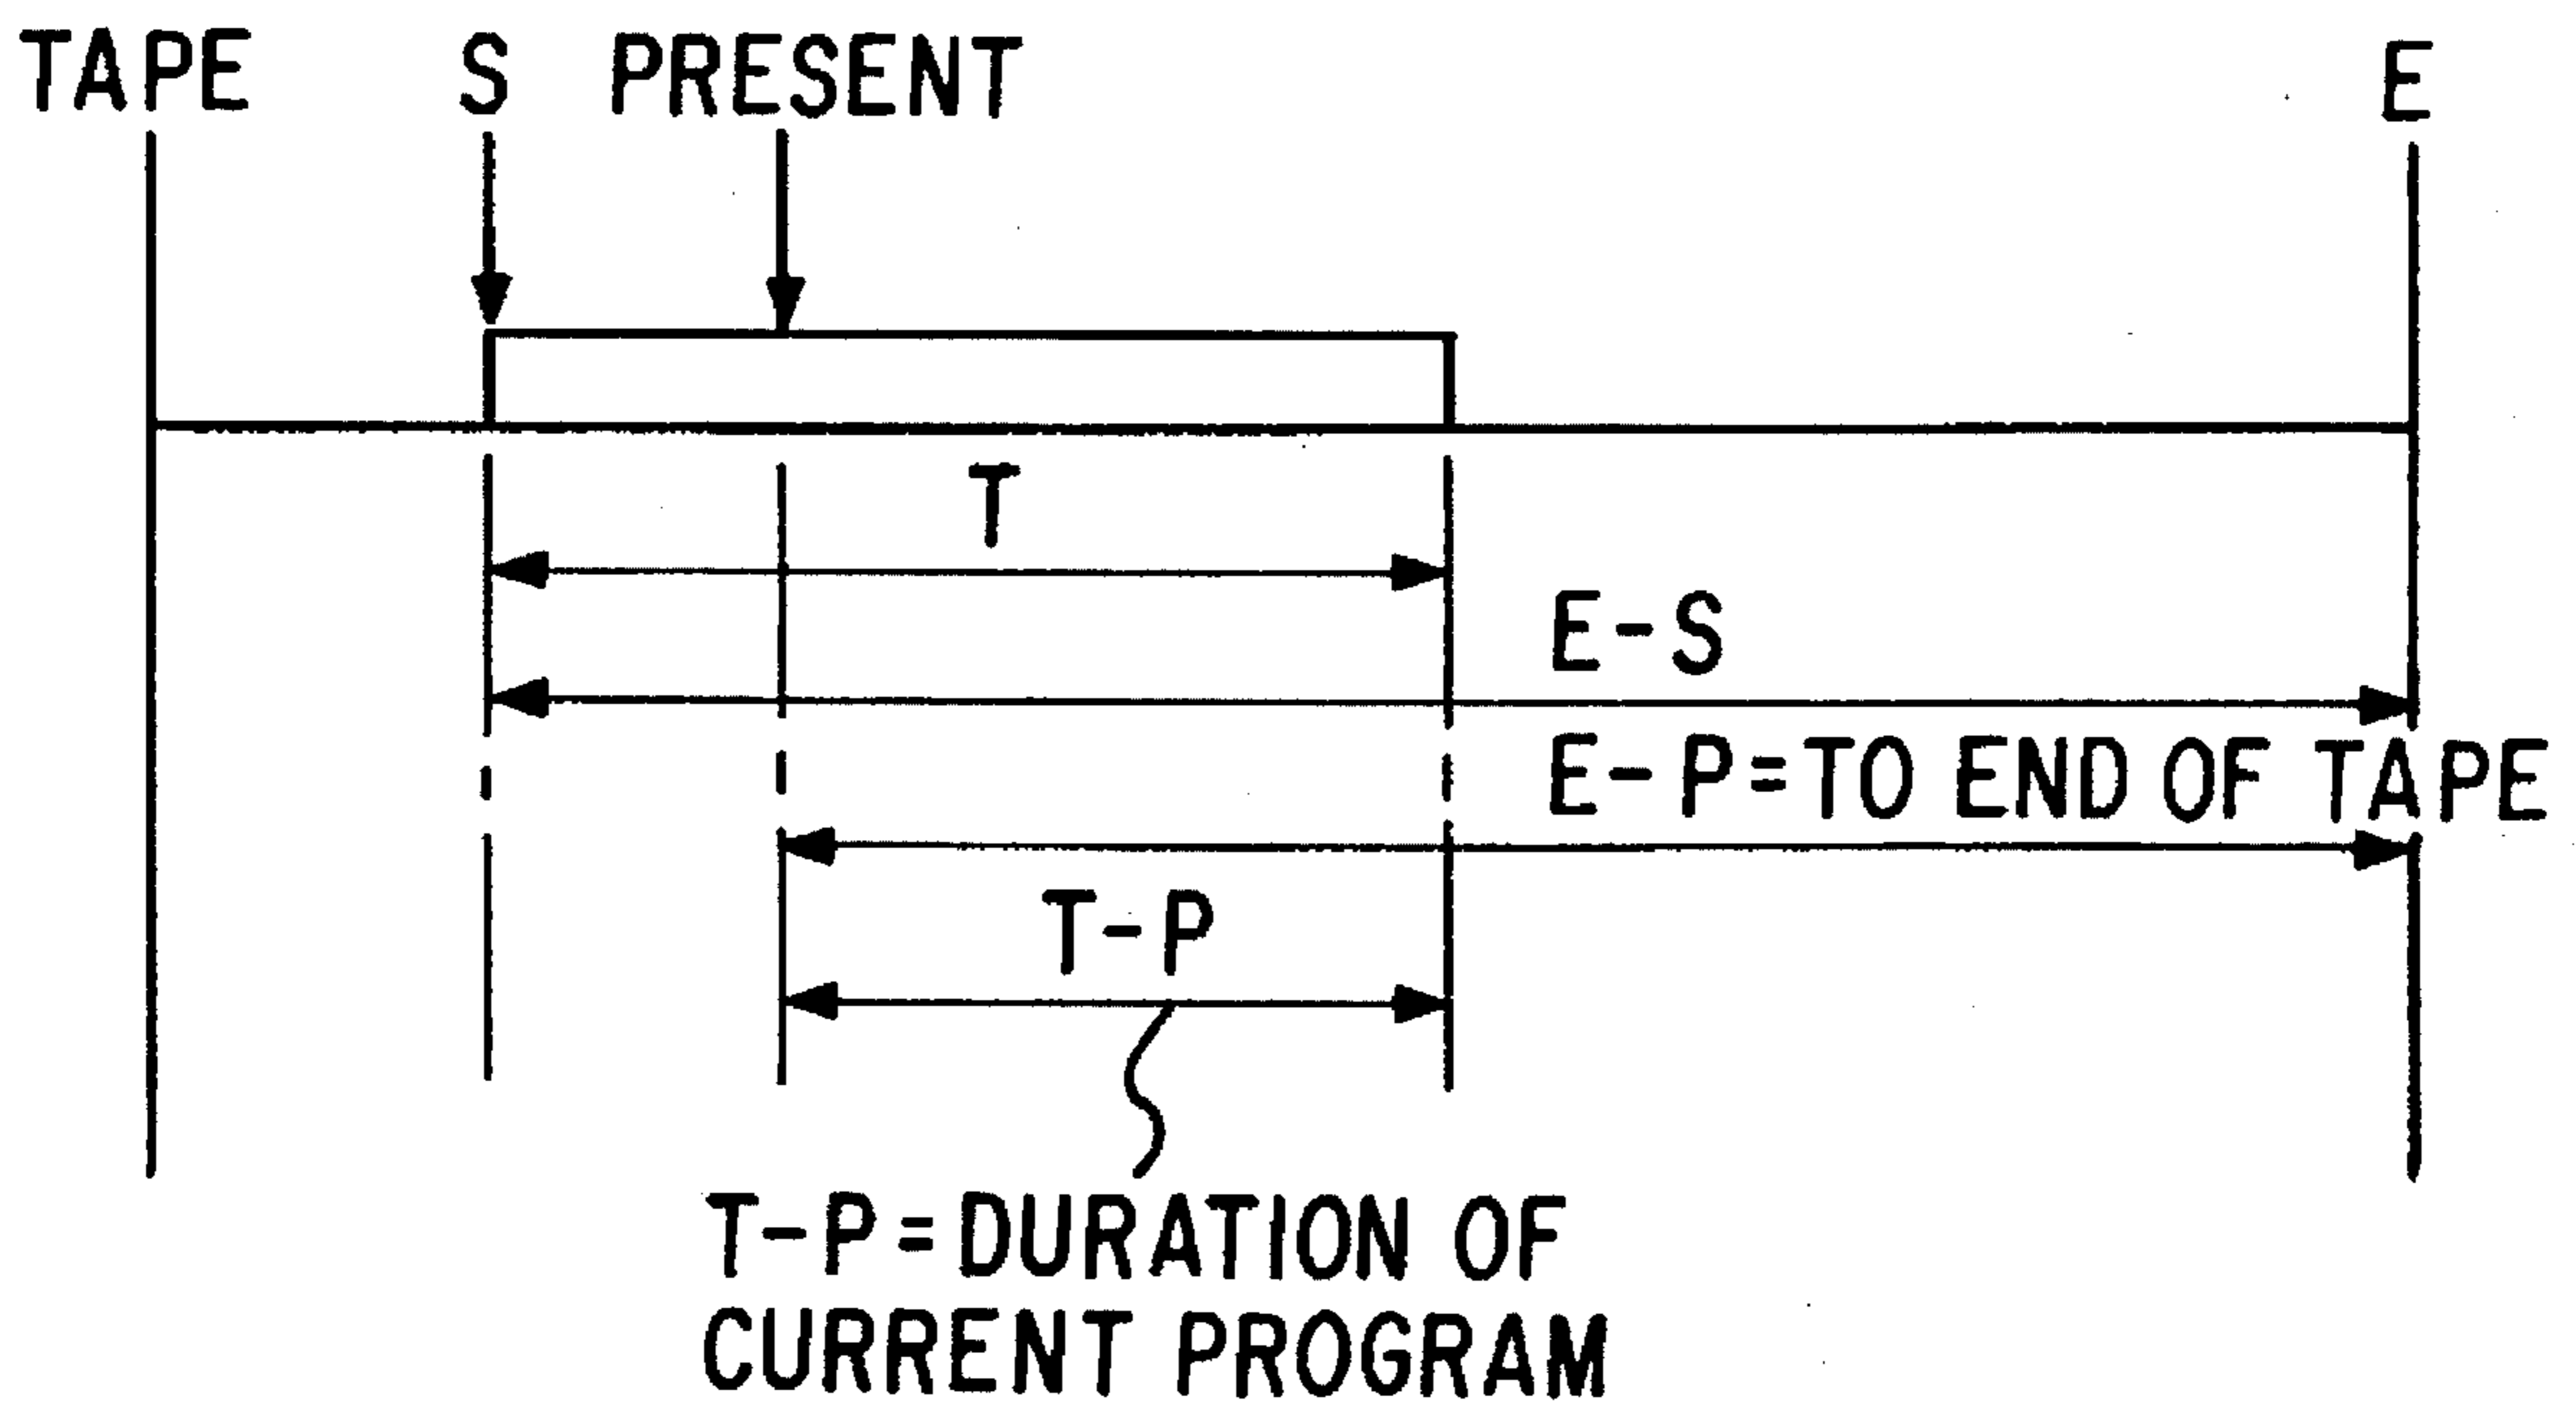 TAPE S PRESENT E
T
E-S
E-P=TO END OF TAPE
T-P
T-P=DURATION OF
CURRENT PROGRAM